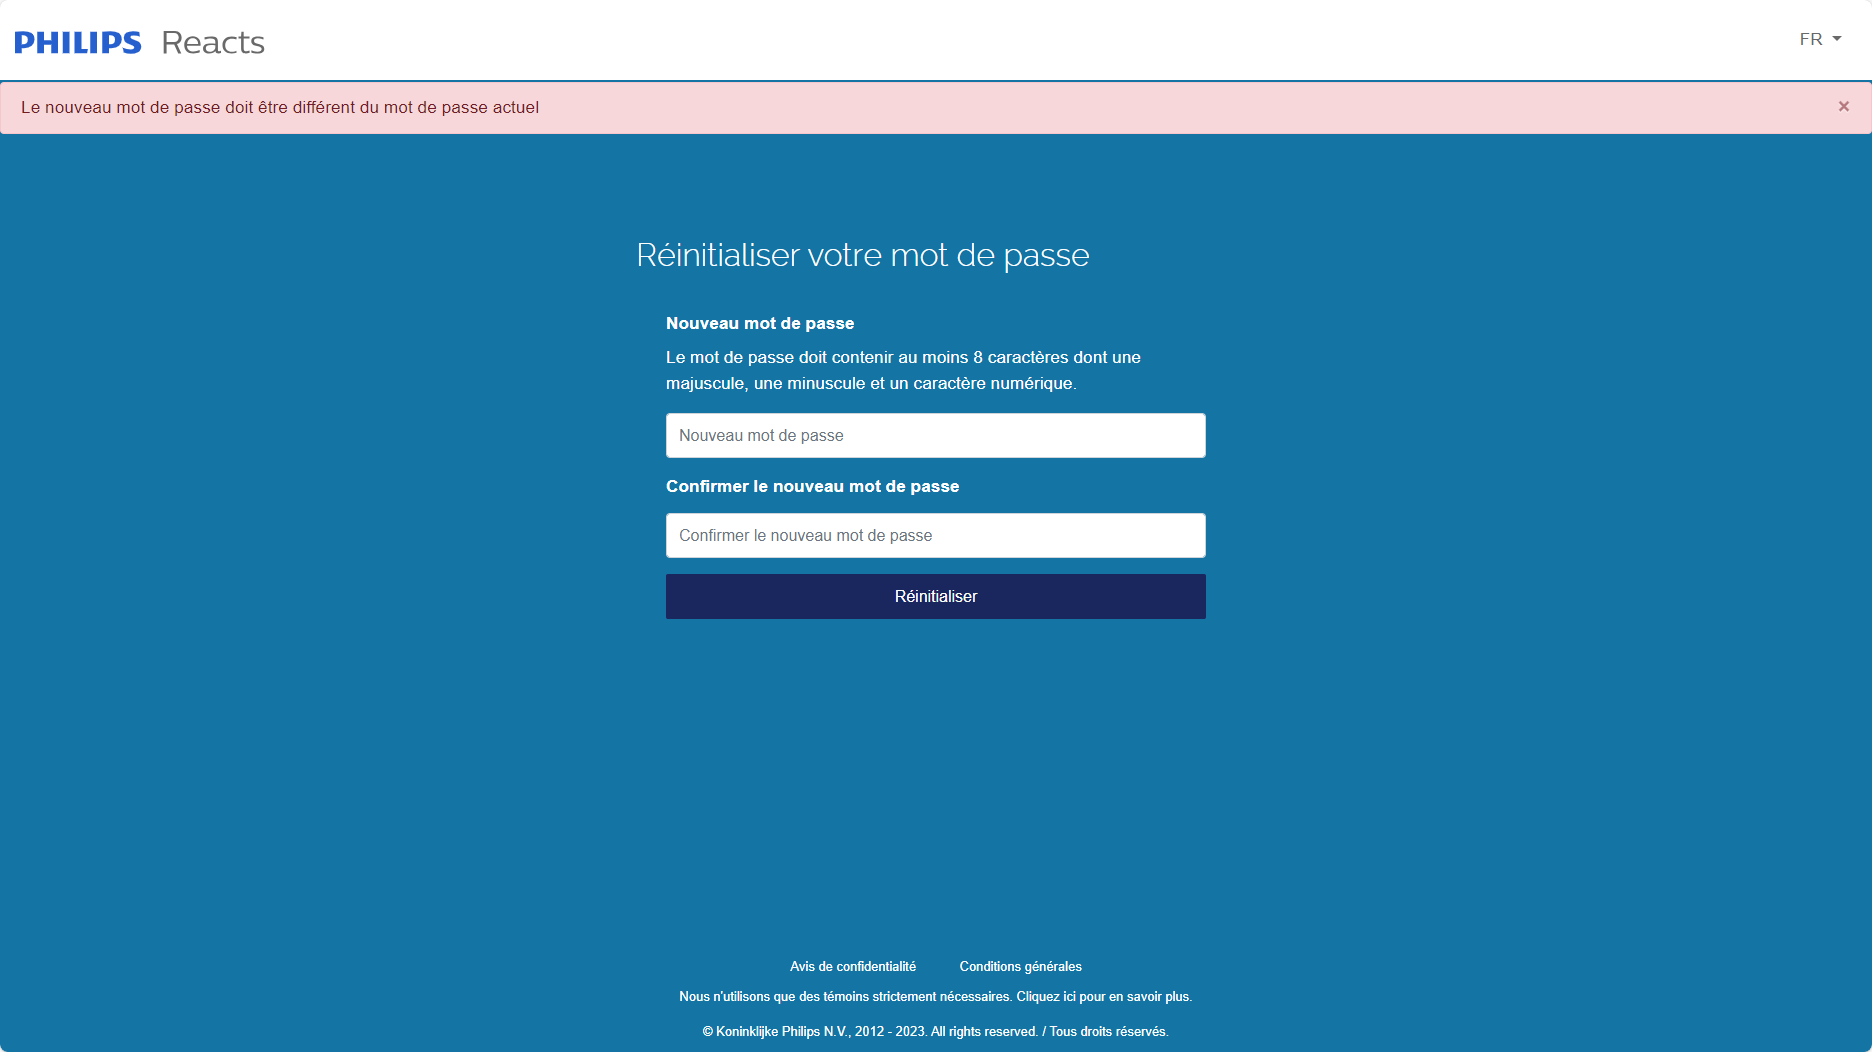 PHILIPS Reacts
FR
Le nouveau mot de passe doit être différent du mot de passe actuel
×
Réinitialiser votre mot de passe
Nouveau mot de passe
Le mot de passe doit contenir au moins 8 caractères dont une
majuscule, une minuscule et un caractère numérique.
Nouveau mot de passe
Confirmer le nouveau mot de passe
Confirmer le nouveau mot de passe
Réinitialiser
Avis de confidentialité Conditions générales
Nous n'utilisons que des témoins strictement nécessaires. Cliquez ici pour en savoir plus.
© Koninklijke Philips N.V., 2012 - 2023. All rights reserved. / Tous droits réservés.